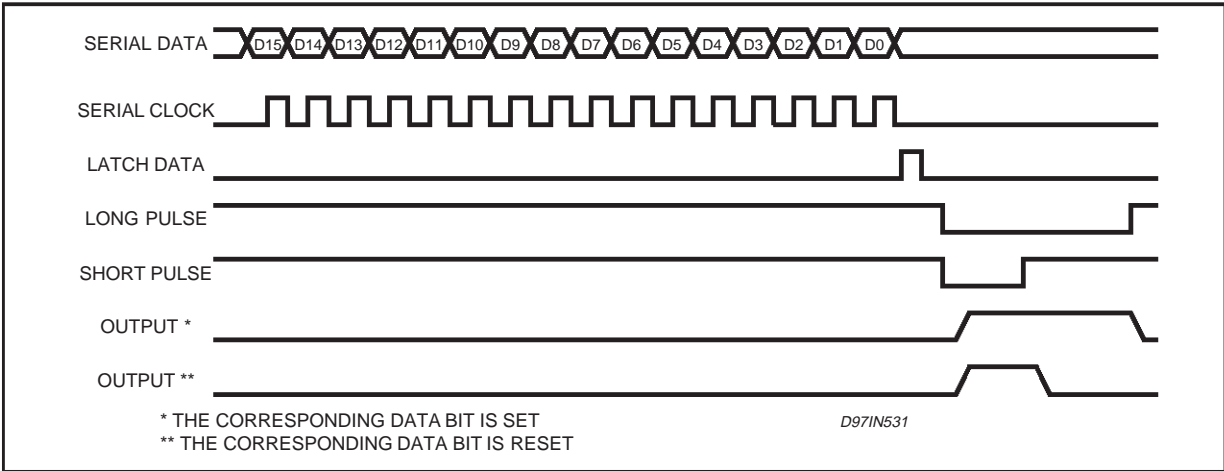 SERIAL DATA D15 D14 D13 D12 D11 D10 D9 D8 D7 D6 D5 D4 D3 D2 D1 D0
SERIAL CLOCK
LATCH DATA
LONG PULSE
SHORT PULSE
OUTPUT *
OUTPUT **
* THE CORRESPONDING DATA BIT IS SET D97IN531
** THE CORRESPONDING DATA BIT IS RESET